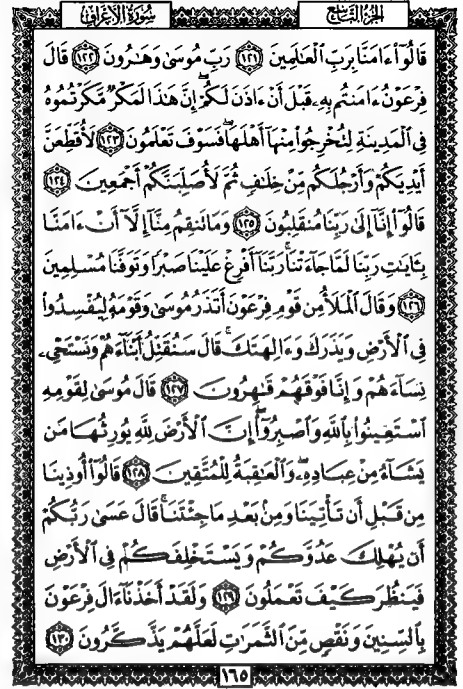 الجزء التاسع
سورة الأعراف
قَالُوٓا۟ ءَامَنَّا بِرَبِّ ٱلْعَٰلَمِينَ ١٢١ رَبِّ مُوسَىٰ وَهَٰرُونَ ١٢٢ قَالَ
فِرْعَوْنُ ءَامَنتُم بِهِۦ قَبْلَ أَنْ ءَاذَنَ لَكُمْ ۖ إِنَّ هَٰذَا لَمَكْرٌ مَّكَرْتُمُوهُ
فِى ٱلْمَدِينَةِ لِتُخْرِجُوا۟ مِنْهَآ أَهْلَهَا ۖ فَسَوْفَ تَعْلَمُونَ ١٢٣ لَأُقَطِّعَنَّ
أَيْدِيَكُمْ وَأَرْجُلَكُم مِّنْ خِلَٰفٍ ثُمَّ لَأُصَلِّبَنَّكُمْ أَجْمَعِينَ ١٢٤
قَالُوٓا۟ إِنَّآ إِلَىٰ رَبِّنَا مُنقَلِبُونَ ١٢٥ وَمَا تَنقِمُ مِنَّآ إِلَّآ أَنْ ءَامَنَّا
بِـَٔايَٰتِ رَبِّنَا لَمَّا جَآءَتْنَا ۚ رَبَّنَآ أَفْرِغْ عَلَيْنَا صَبْرًا وَتَوَفَّنَا مُسْلِمِينَ
١٢٦ وَقَالَ ٱلْمَلَأُ مِن قَوْمِ فِرْعَوْنَ أَتَذَرُ مُوسَىٰ وَقَوْمَهُۥ لِيُفْسِدُوا۟
فِى ٱلْأَرْضِ وَيَذَرَكَ وَءَالِهَتَكَ ۚ قَالَ سَنُقَتِّلُ أَبْنَآءَهُمْ وَنَسْتَحْىِۦ
نِسَآءَهُمْ وَإِنَّا فَوْقَهُمْ قَٰهِرُونَ ١٢٧ قَالَ مُوسَىٰ لِقَوْمِهِ
ٱسْتَعِينُوا۟ بِٱللَّهِ وَٱصْبِرُوٓا۟ ۖ إِنَّ ٱلْأَرْضَ لِلَّهِ يُورِثُهَا مَن
يَشَآءُ مِنْ عِبَادِهِۦ ۖ وَٱلْعَٰقِبَةُ لِلْمُتَّقِينَ ١٢٨ قَالُوٓا۟ أُوذِينَا
مِن قَبْلِ أَن تَأْتِيَنَا وَمِنۢ بَعْدِ مَا جِئْتَنَا ۚ قَالَ عَسَىٰ رَبُّكُمْ
أَن يُهْلِكَ عَدُوَّكُمْ وَيَسْتَخْلِفَكُمْ فِى ٱلْأَرْضِ
فَيَنظُرَ كَيْفَ تَعْمَلُونَ ١٢٩ وَلَقَدْ أَخَذْنَآ ءَالَ فِرْعَوْنَ
بِٱلسِّنِينَ وَنَقْصٍ مِّنَ ٱلثَّمَرَٰتِ لَعَلَّهُمْ يَذَّكَّرُونَ ١٣٠
١٦٥